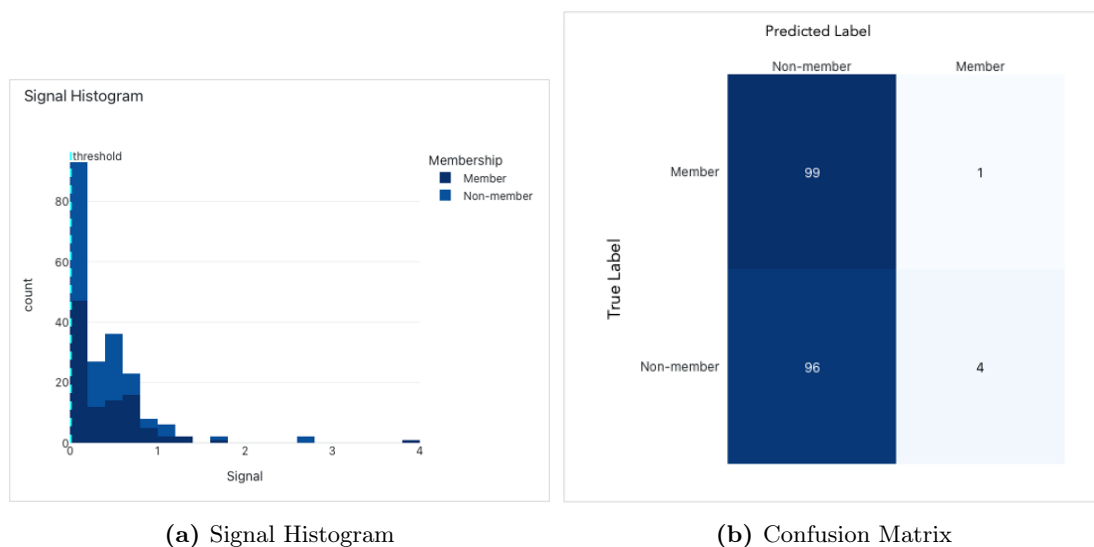 Signal Histogram
threshold
Membership
Member
Non-member
80
60
40
20
0
count
0 1 2 3 4
Signal
Predicted Label
Non-member Member
True Label
Member 99 1
Non-member 96 4
(a) Signal Histogram
(b) Confusion Matrix